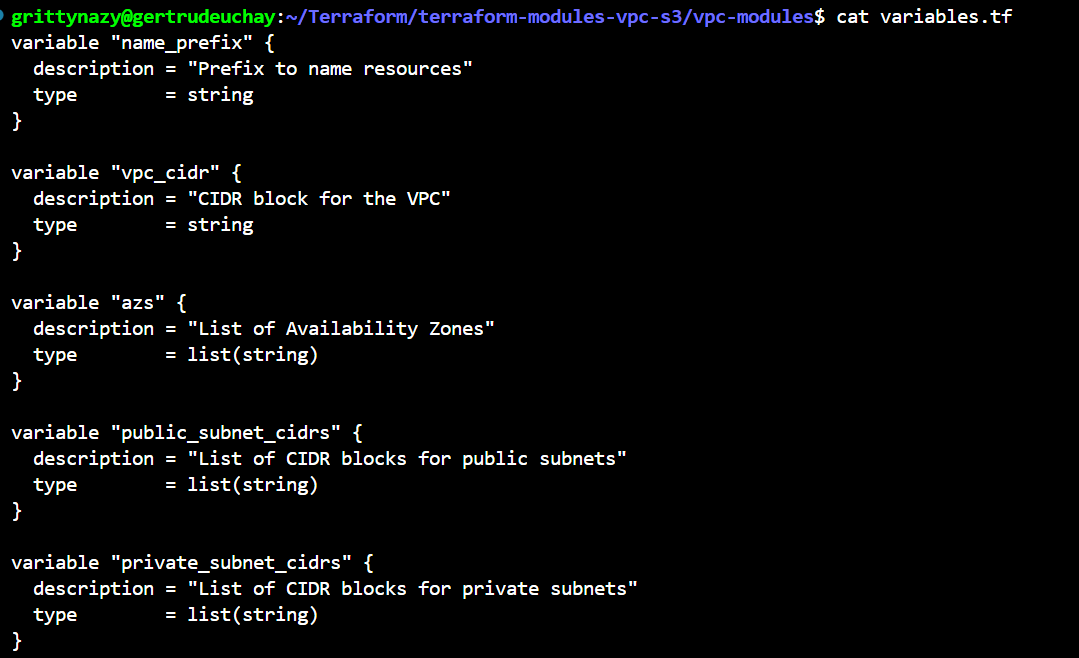 grittynazy@gertrudeuchay:~/Terraform/terraform-modules-vpc-s3/vpc-modules$ cat variables.tf
variable "name_prefix" {
  description = "Prefix to name resources"
  type        = string
}

variable "vpc_cidr" {
  description = "CIDR block for the VPC"
  type        = string
}

variable "azs" {
  description = "List of Availability Zones"
  type        = list(string)
}

variable "public_subnet_cidrs" {
  description = "List of CIDR blocks for public subnets"
  type        = list(string)
}

variable "private_subnet_cidrs" {
  description = "List of CIDR blocks for private subnets"
  type        = list(string)
}